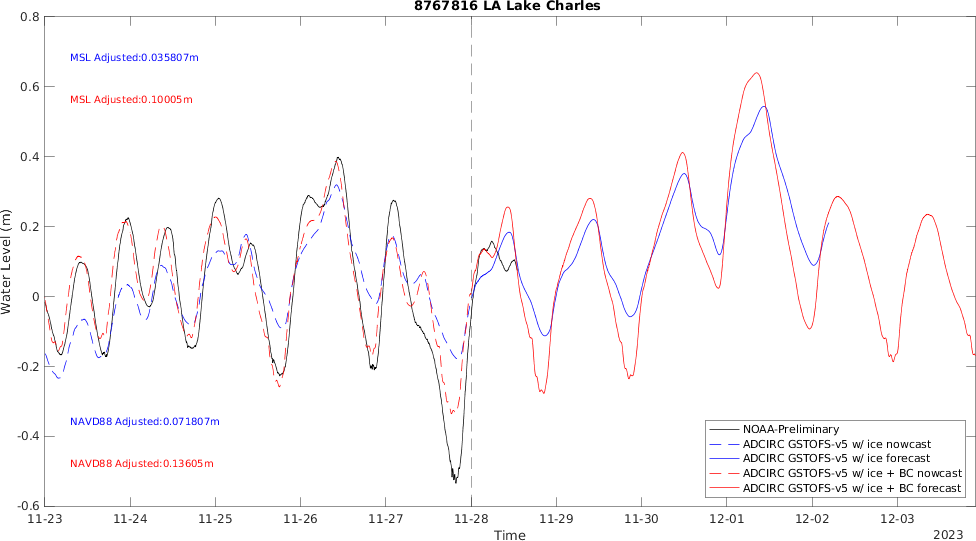 8767816 LA Lake Charles
0.8
0.6
0.4
0.2
0
-0.2
-0.4
-0.6
Water Level (m)
MSL Adjusted:0.035807m
MSL Adjusted:0.10005m
NAVD88 Adjusted:0.071807m
NAVD88 Adjusted:0.13605m
NOAA-Preliminary
ADCIRC GSTOFS-v5 w/ ice nowcast
ADCIRC GSTOFS-v5 w/ ice forecast
ADCIRC GSTOFS-v5 w/ ice + BC nowcast
ADCIRC GSTOFS-v5 w/ ice + BC forecast
11-23 11-24 11-25 11-26 11-27 11-28 11-29 11-30 12-01 12-02 12-03
Time
2023